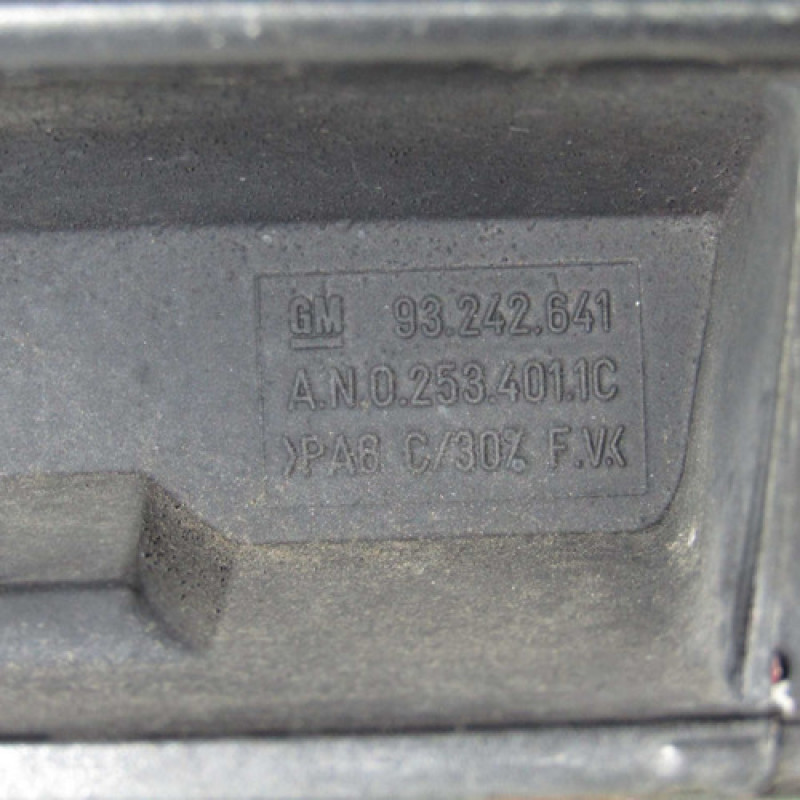 GM 93.242.641
A.N.0.253.401.1C
>PA6 C/30% F.V.<